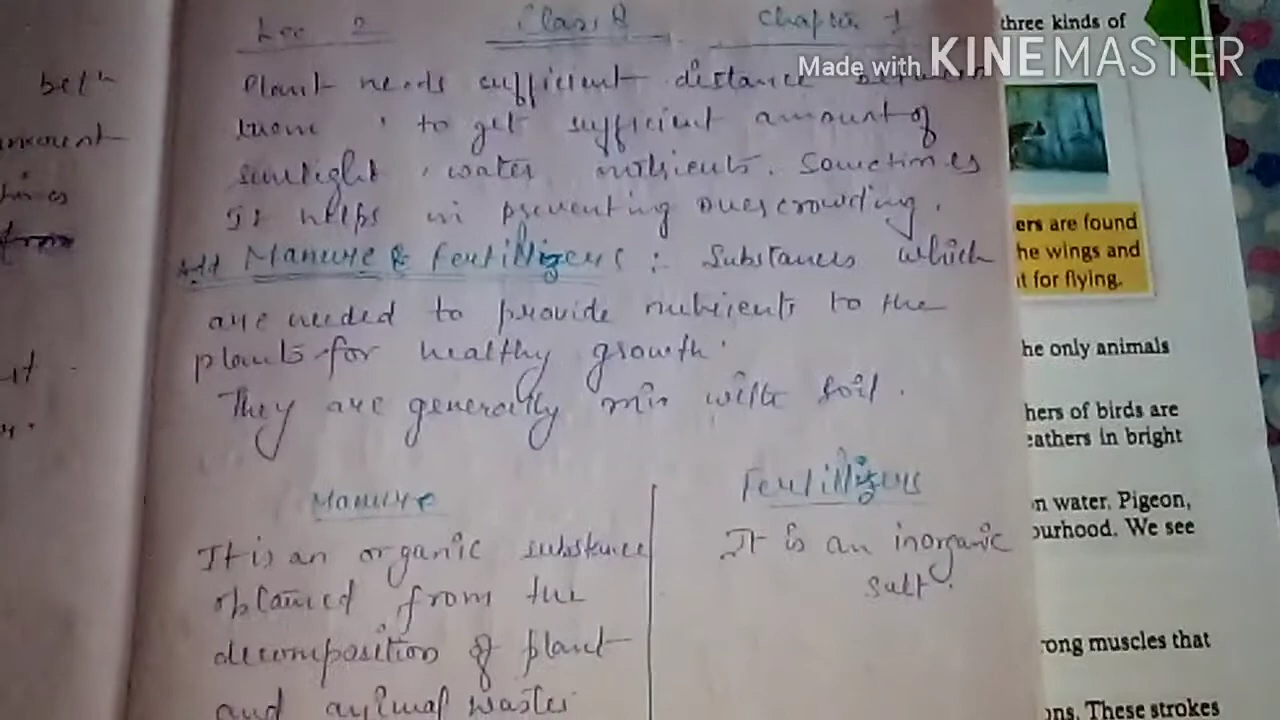 Lec 2 Class 8 Chapter 1
Plant needs sufficient distance between
them , to get sufficient amount of
sunlight , water nutrients. Sometimes
It helps in preventing overcrowding.
Add Manure & Fertilizers : Substances which
are needed to provide nutrients to the
plants for healthy growth.
They are generally mix with soil.
Manure
It is an organic substance
obtained from the
decomposition of plant
and animal wastes
Fertilizers
It is an inorganic
salt.
Made with KINEMASTER
three kinds of
ers are found
he wings and
t for flying.
he only animals
hers of birds are
eathers in bright
n water. Pigeon,
ourhood. We see
rong muscles that
ons. These strokes